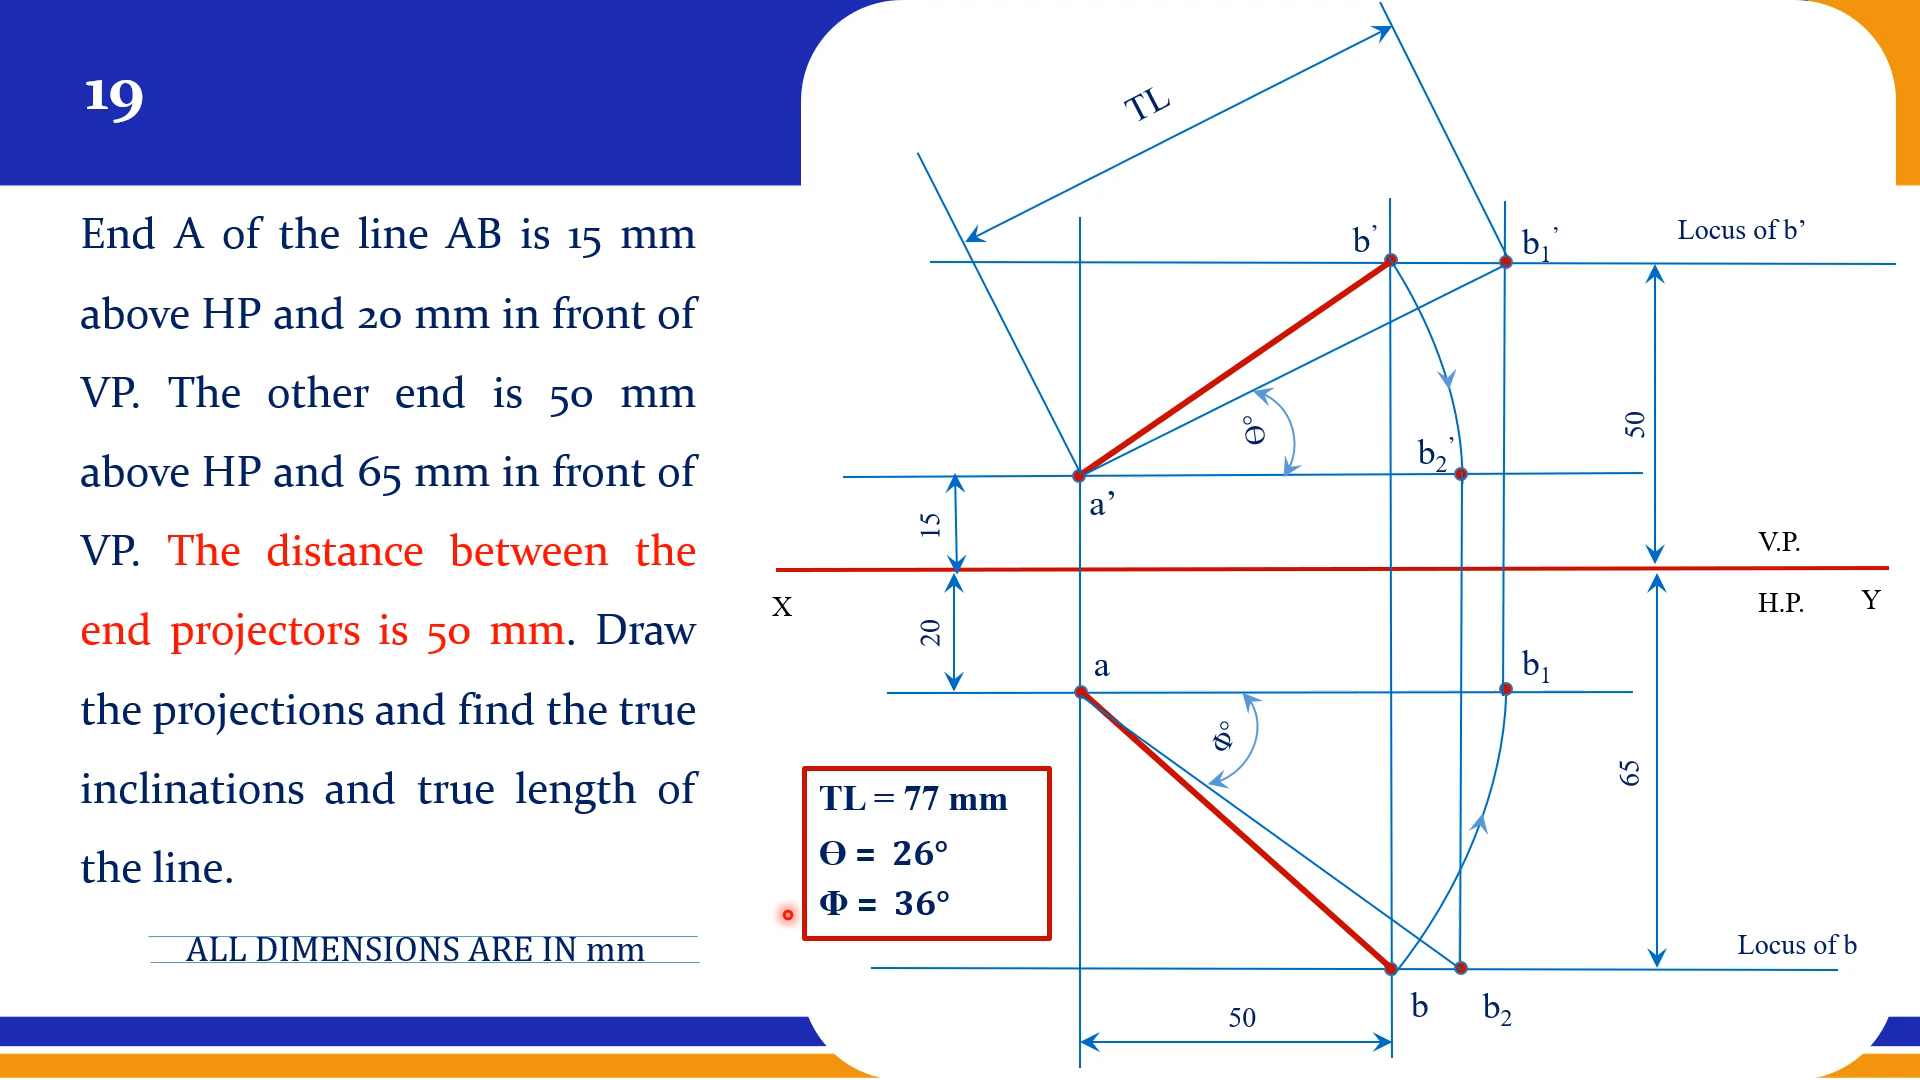 19
End A of the line AB is 15 mm
above HP and 20 mm in front of
VP. The other end is 50 mm
above HP and 65 mm in front of
VP. The distance between the
end projectors is 50 mm. Draw
the projections and find the true
inclinations and true length of
the line.
ALL DIMENSIONS ARE IN mm
TL
b’
b₁’
Locus of b’
Ɵ°
50
b₂’
a’
15
V.P.
X
H.P.
Y
20
a
b₁
Φ°
65
TL = 77 mm
Ɵ = 26°
Φ = 36°
Locus of b
b
b₂
50